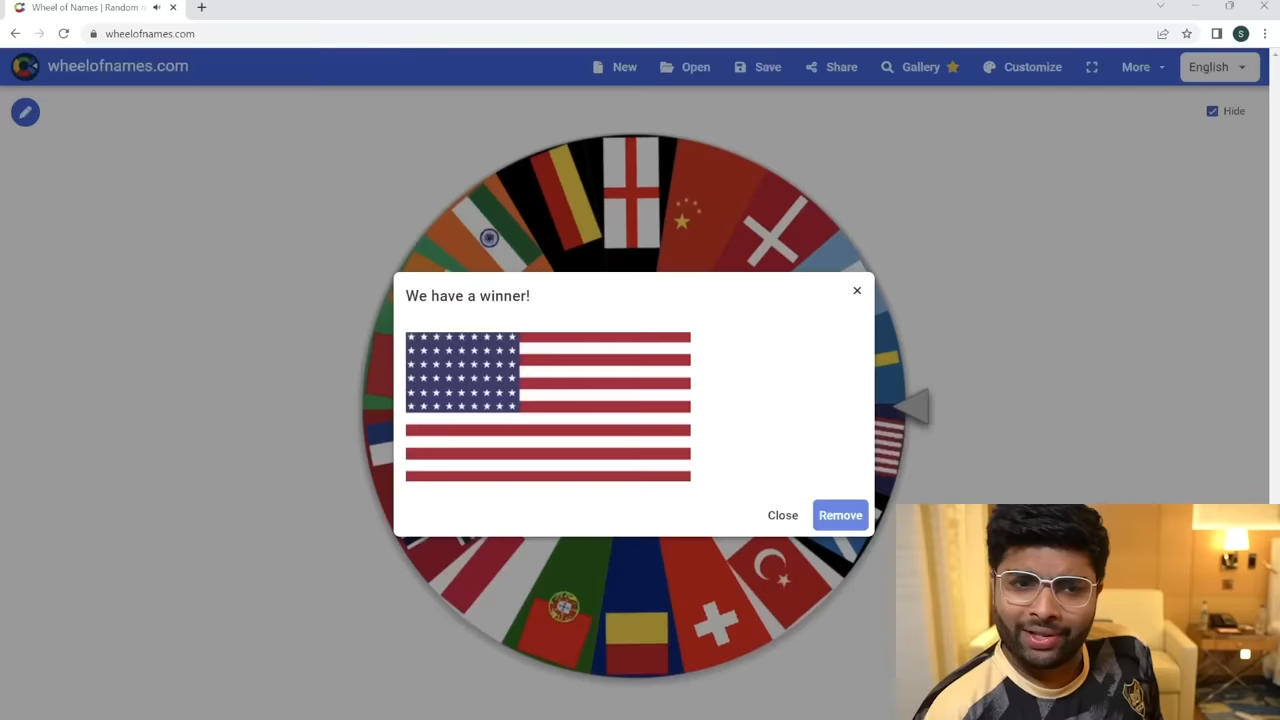 Wheel of Names | Random n
wheelofnames.com
S
wheelofnames.com
New
Open
Save
Share
Gallery
Customize
More
English
Hide
We have a winner!
Close
Remove